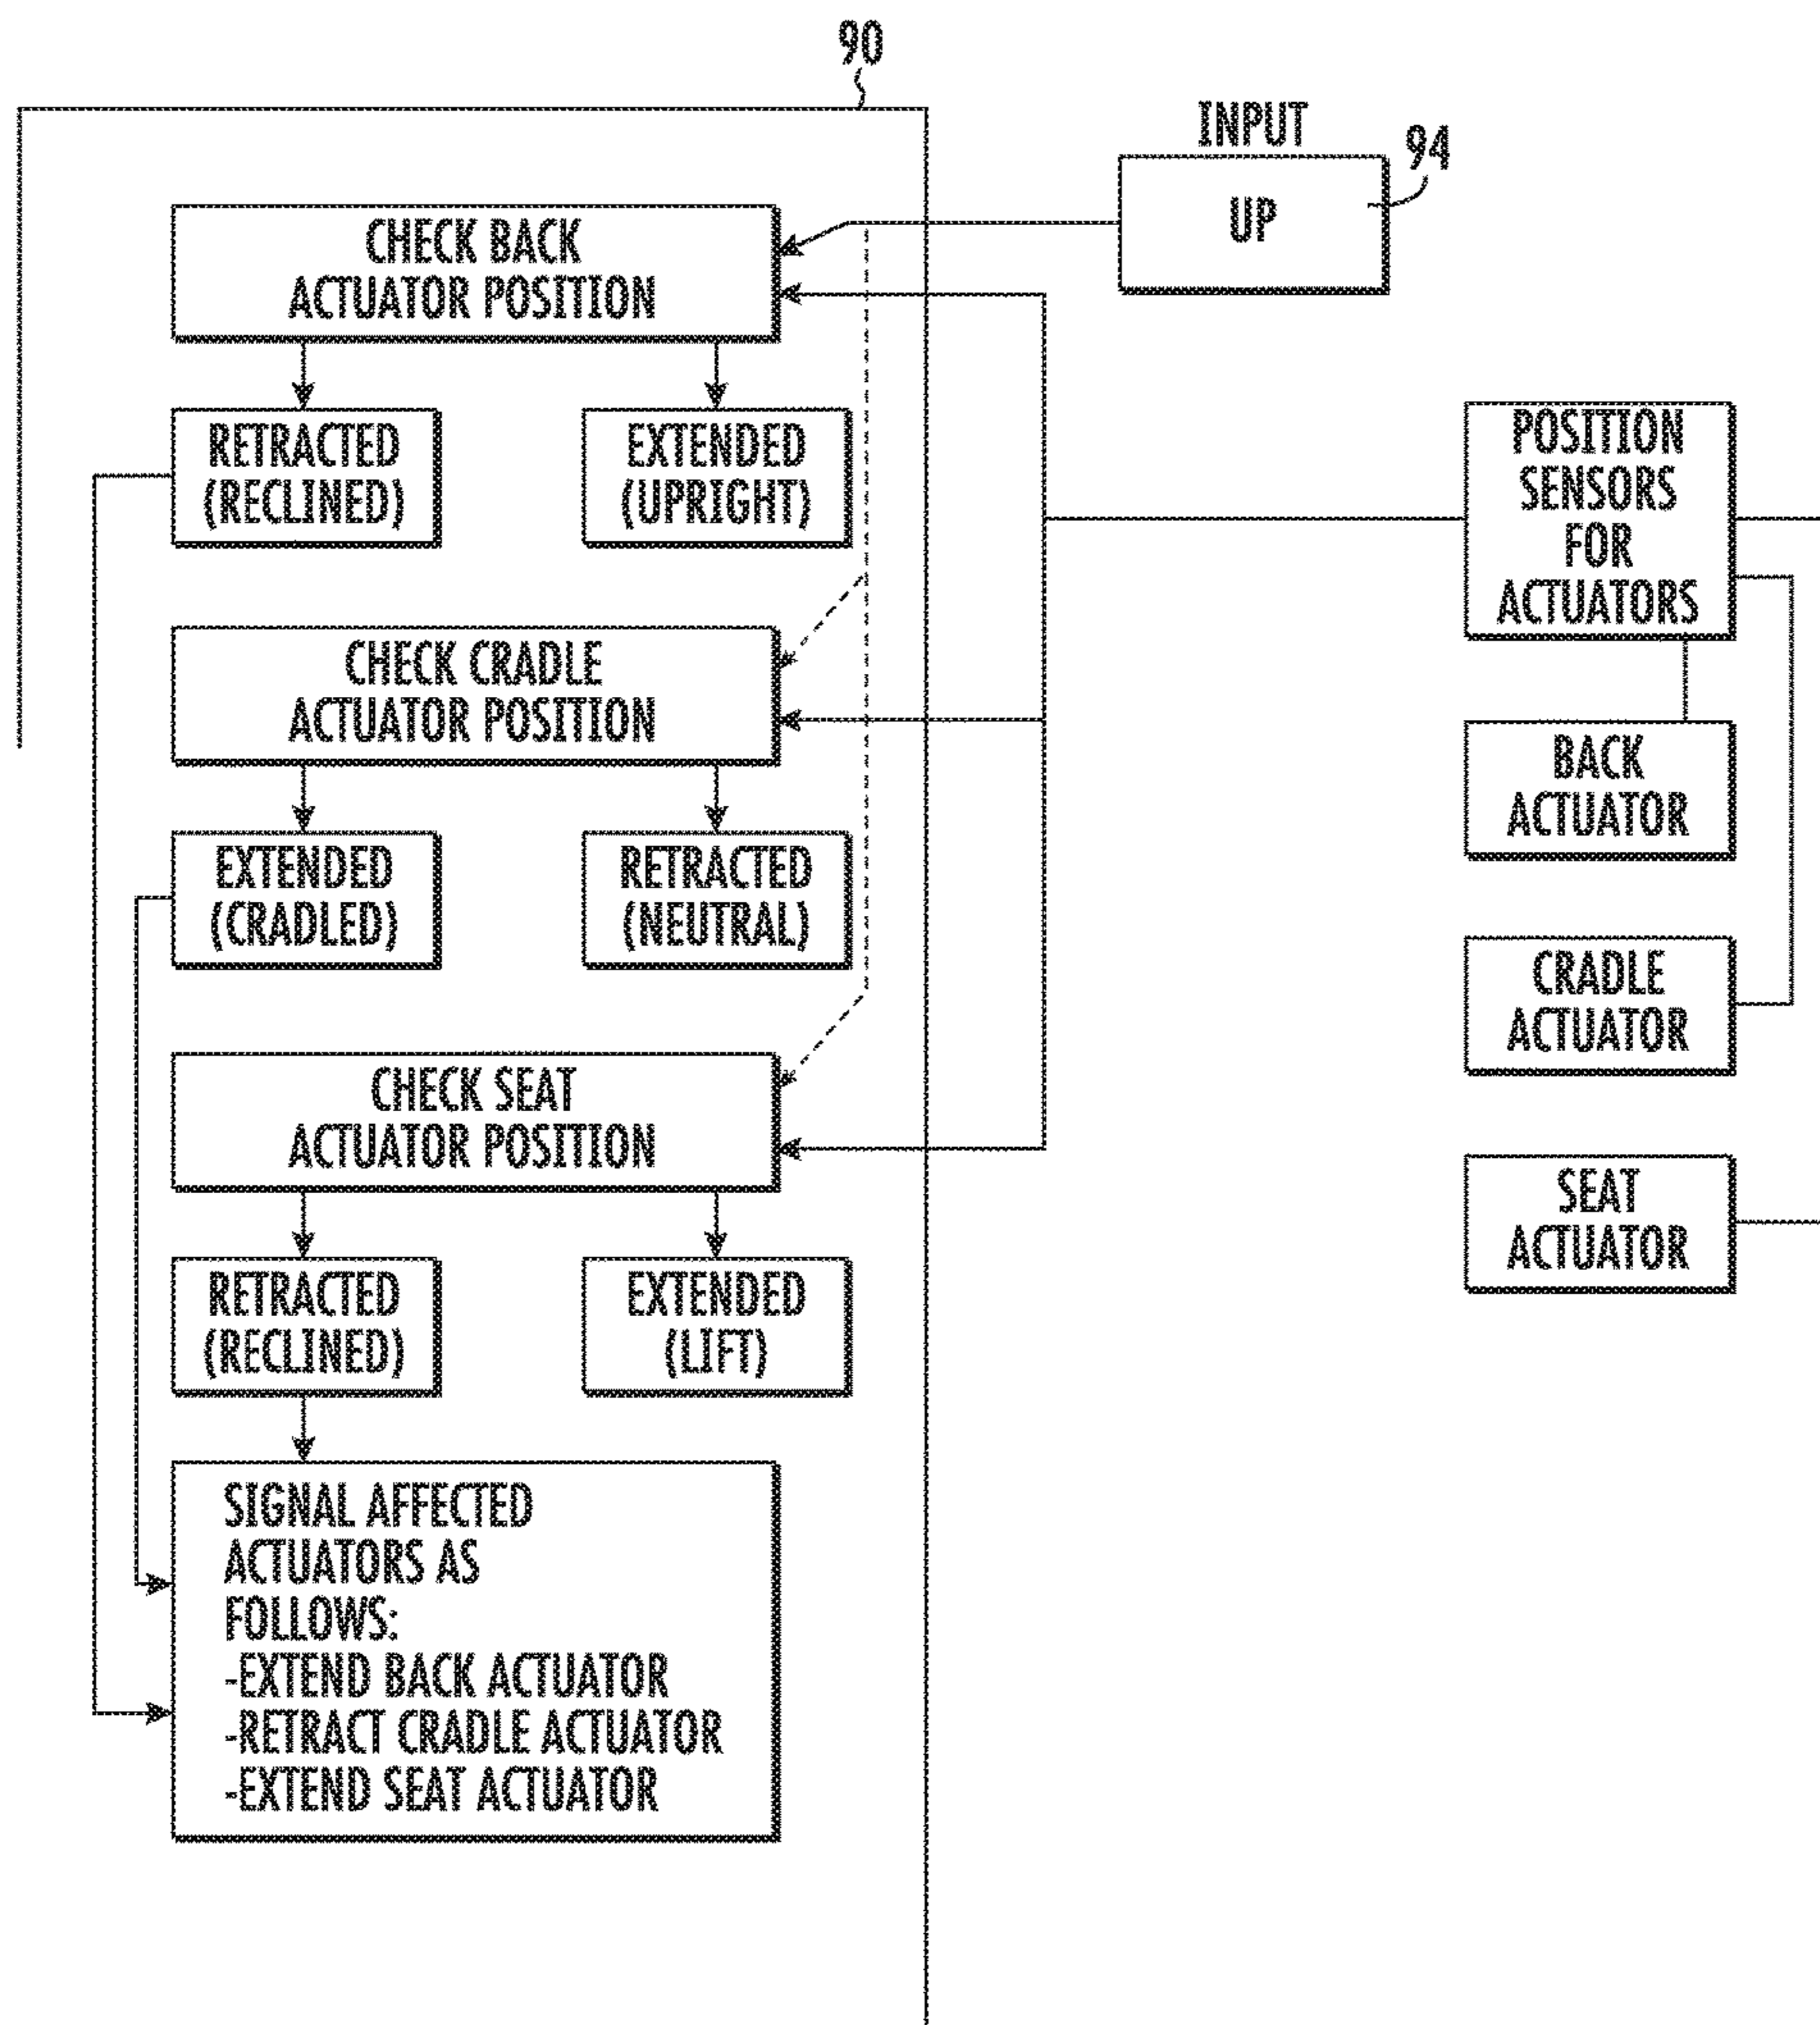 90
INPUT
94
UP
CHECK BACK
ACTUATOR POSITION
RETRACTED
(RECLINED)
EXTENDED
(UPRIGHT)
POSITION
SENSORS
FOR
ACTUATORS
CHECK CRADLE
ACTUATOR POSITION
BACK
ACTUATOR
EXTENDED
(CRADLED)
RETRACTED
(NEUTRAL)
CRADLE
ACTUATOR
CHECK SEAT
ACTUATOR POSITION
SEAT
ACTUATOR
RETRACTED
(RECLINED)
EXTENDED
(LIFT)
SIGNAL AFFECTED
ACTUATORS AS
FOLLOWS:
-EXTEND BACK ACTUATOR
-RETRACT CRADLE ACTUATOR
-EXTEND SEAT ACTUATOR